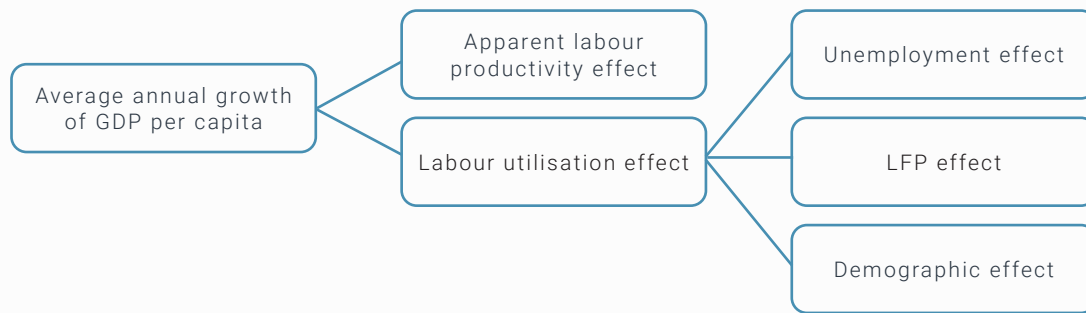 Average annual growth
of GDP per capita
Apparent labour
productivity effect
Labour utilisation effect
Unemployment effect
LFP effect
Demographic effect